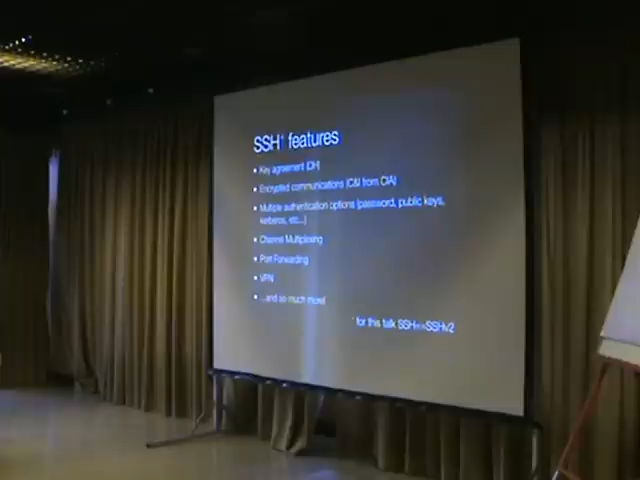 SSH* features
• Key agreement (DH)
• Encrypted communications (C&I from CIA)
• Multiple authentication options (password, public keys,
kerberos, etc...)
• Channel Multiplexing
• Port Forwarding
• VPN
• ...and so much more!
* for this talk SSH==SSHv2